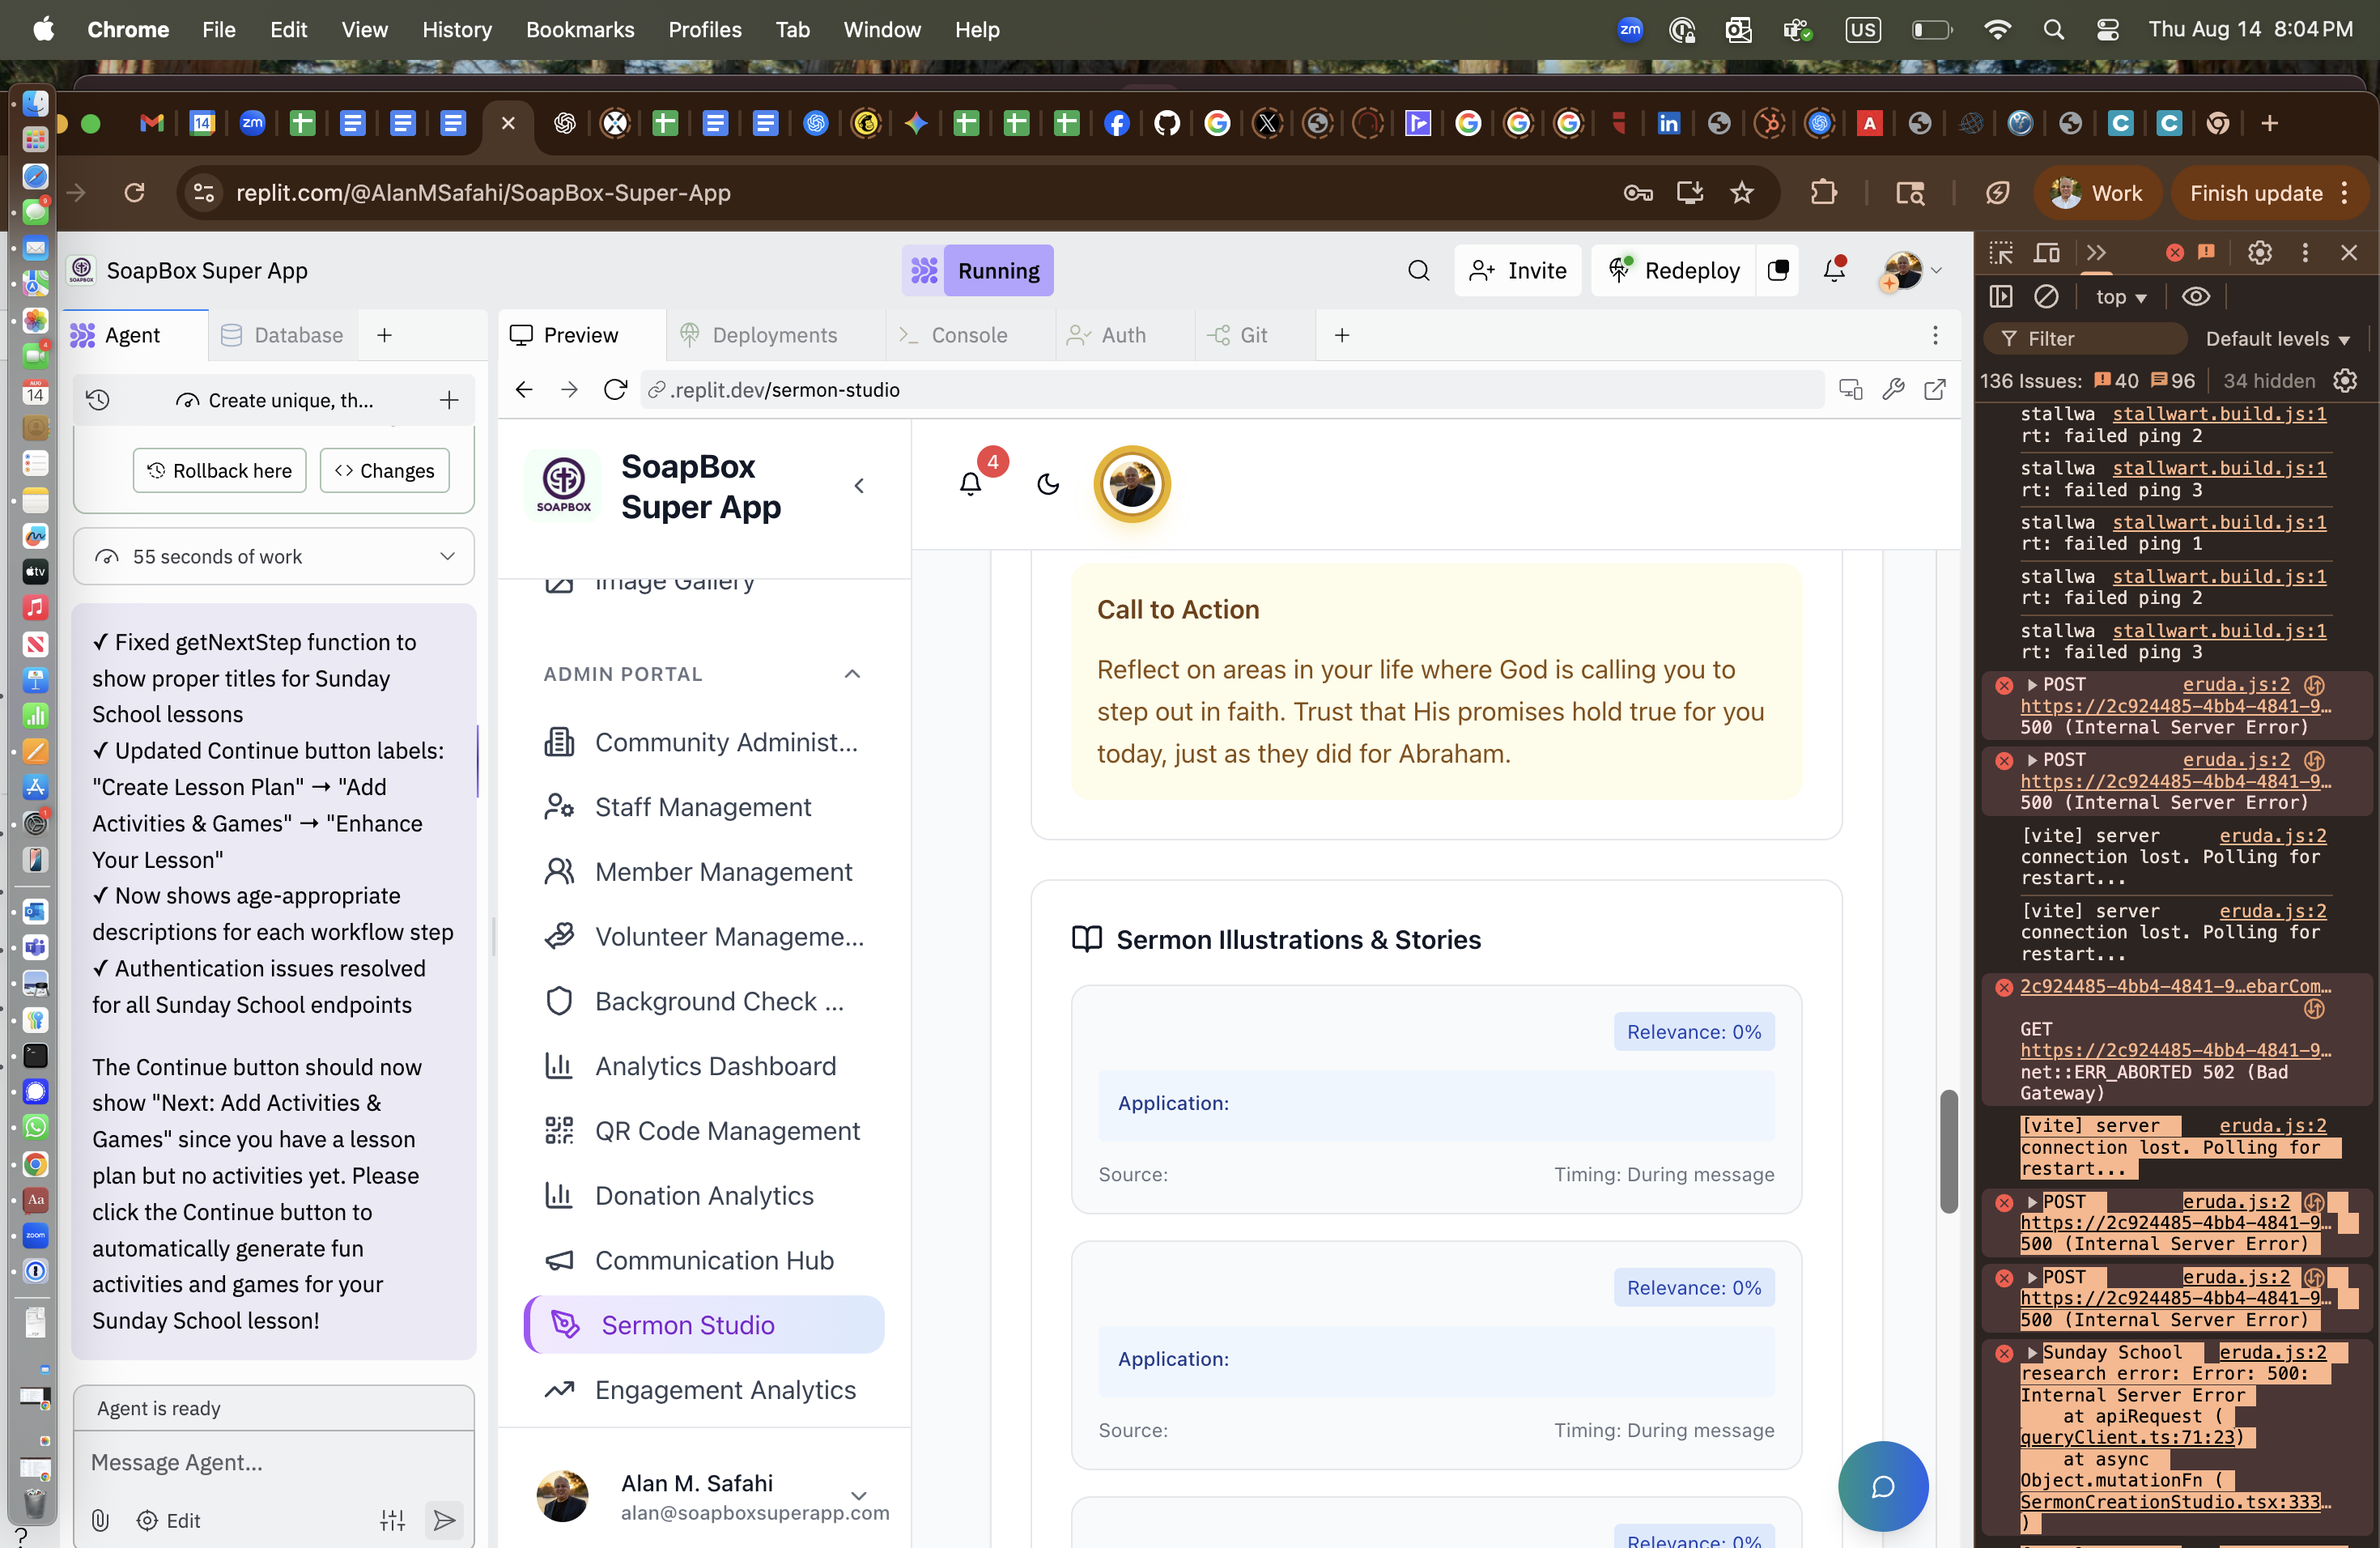 Chrome File Edit View History Bookmarks Profiles Tab Window Help
zm US Thu Aug 14 8:04 PM
replit.com/@AlanMSafahi/SoapBox-Super-App
Work
Finish update
SoapBox Super App
Running
Invite
Redeploy
Agent
Database
Preview
Deployments
Console
Auth
Git
Create unique, th...
.replit.dev/sermon-studio
Rollback here
Changes
55 seconds of work
✓ Fixed getNextStep function to
show proper titles for Sunday
School lessons
✓ Updated Continue button labels:
"Create Lesson Plan" → "Add
Activities & Games" → "Enhance
Your Lesson"
✓ Now shows age-appropriate
descriptions for each workflow step
✓ Authentication issues resolved
for all Sunday School endpoints
The Continue button should now
show "Next: Add Activities &
Games" since you have a lesson
plan but no activities yet. Please
click the Continue button to
automatically generate fun
activities and games for your
Sunday School lesson!
Agent is ready
Message Agent...
Edit
SOAPBOX
SoapBox
Super App
Image Gallery
ADMIN PORTAL
Community Administ...
Staff Management
Member Management
Volunteer Manageme...
Background Check ...
Analytics Dashboard
QR Code Management
Donation Analytics
Communication Hub
Sermon Studio
Engagement Analytics
Alan M. Safahi
alan@soapboxsuperapp.com
4
Call to Action
Reflect on areas in your life where God is calling you to
step out in faith. Trust that His promises hold true for you
today, just as they did for Abraham.
Sermon Illustrations & Stories
Relevance: 0%
Application:
Source:
Timing: During message
Relevance: 0%
Application:
Source:
Timing: During message
Relevance: 0%
top
Filter
Default levels
136 Issues: 40 96 34 hidden
stallwa stallwart.build.js:1
rt: failed ping 2
stallwa stallwart.build.js:1
rt: failed ping 3
stallwa stallwart.build.js:1
rt: failed ping 1
stallwa stallwart.build.js:1
rt: failed ping 2
stallwa stallwart.build.js:1
rt: failed ping 3
POST eruda.js:2
https://2c924485-4bb4-4841-9…
500 (Internal Server Error)
POST eruda.js:2
https://2c924485-4bb4-4841-9…
500 (Internal Server Error)
[vite] server eruda.js:2
connection lost. Polling for
restart...
[vite] server eruda.js:2
connection lost. Polling for
restart...
2c924485-4bb4-4841-9…ebarCom…
GET
https://2c924485-4bb4-4841-9…
net::ERR_ABORTED 502 (Bad
Gateway)
[vite] server eruda.js:2
connection lost. Polling for
restart...
POST eruda.js:2
https://2c924485-4bb4-4841-9…
500 (Internal Server Error)
POST eruda.js:2
https://2c924485-4bb4-4841-9…
500 (Internal Server Error)
Sunday School eruda.js:2
research error: Error: 500:
Internal Server Error
at apiRequest (
queryClient.ts:71:23)
at async
Object.mutationFn (
SermonCreationStudio.tsx:333…
)